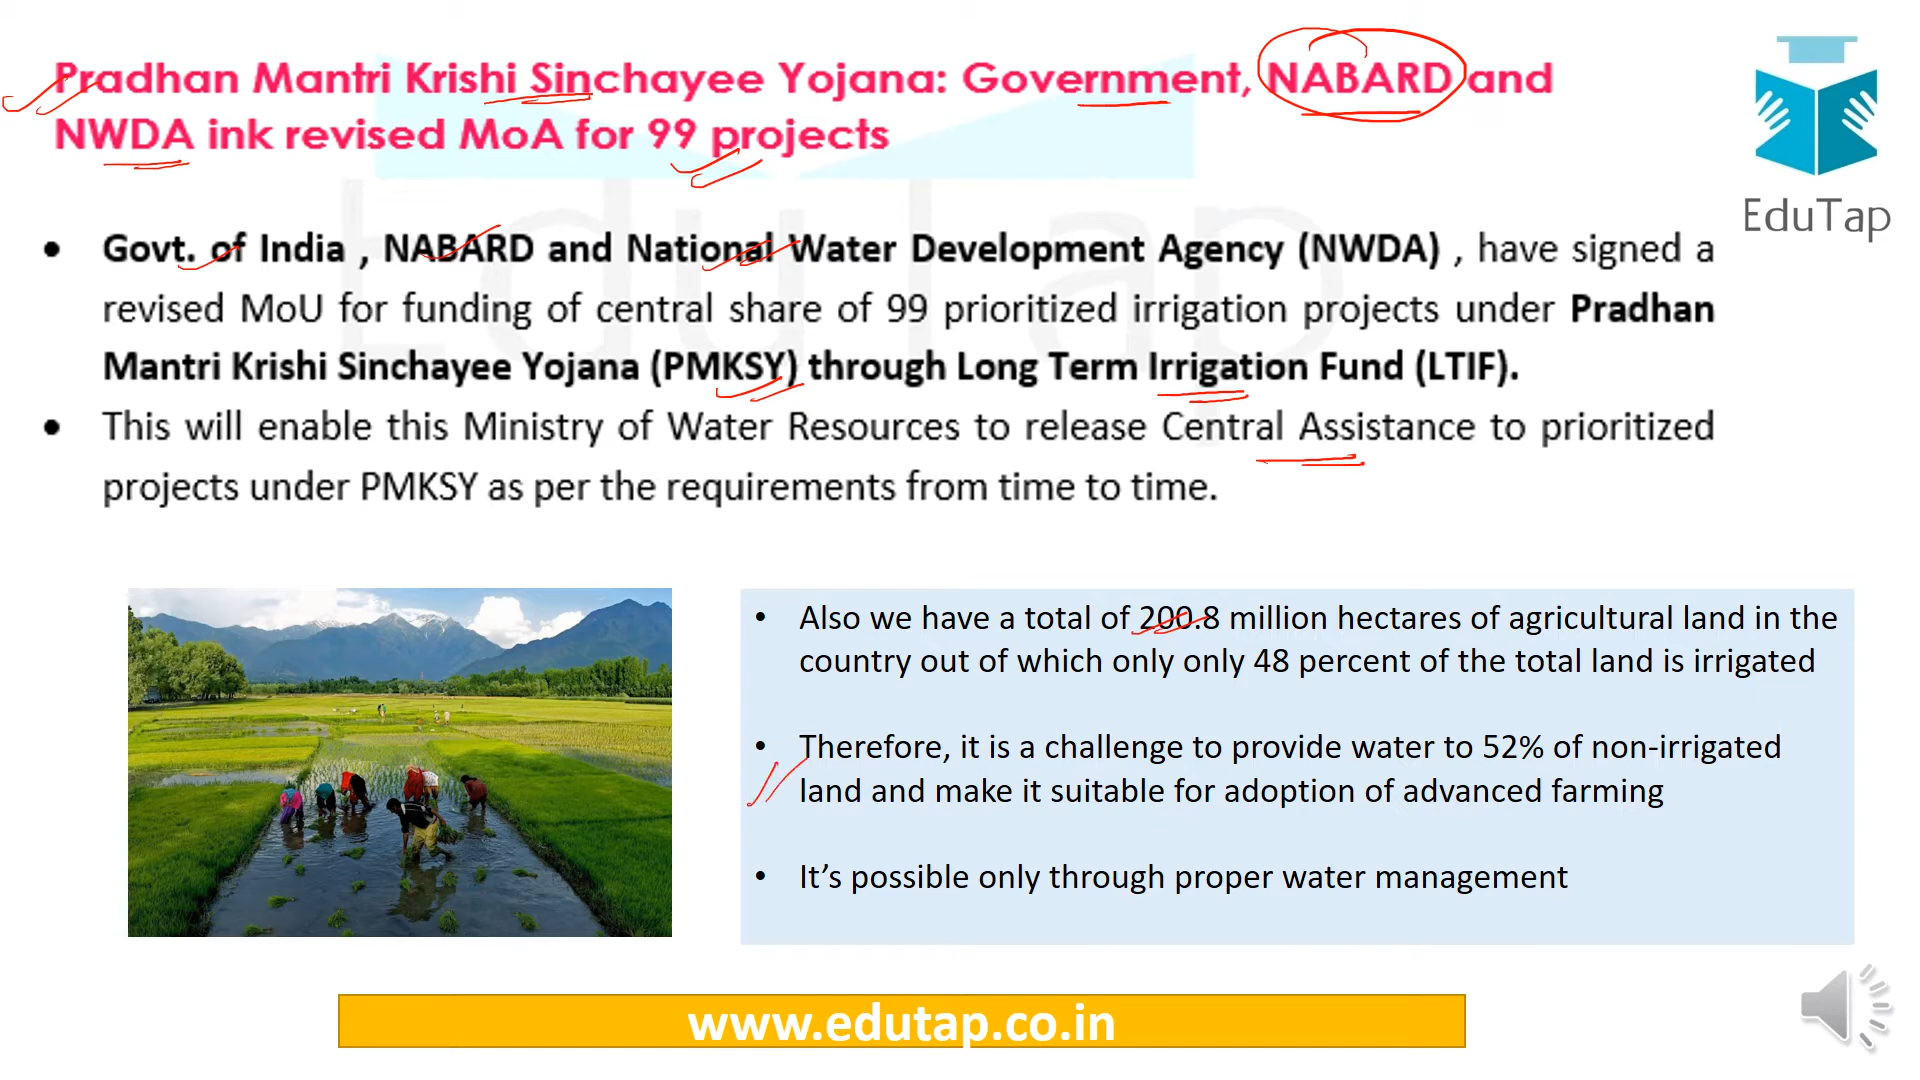 Pradhan Mantri Krishi Sinchayee Yojana: Government, NABARD and
NWDA ink revised MoA for 99 projects
EduTap
• Govt. of India , NABARD and National Water Development Agency (NWDA) , have signed a
revised MoU for funding of central share of 99 prioritized irrigation projects under Pradhan
Mantri Krishi Sinchayee Yojana (PMKSY) through Long Term Irrigation Fund (LTIF).
• This will enable this Ministry of Water Resources to release Central Assistance to prioritized
projects under PMKSY as per the requirements from time to time.
• Also we have a total of 200.8 million hectares of agricultural land in the
country out of which only only 48 percent of the total land is irrigated
• Therefore, it is a challenge to provide water to 52% of non-irrigated
land and make it suitable for adoption of advanced farming
• It’s possible only through proper water management
www.edutap.co.in
EduTap